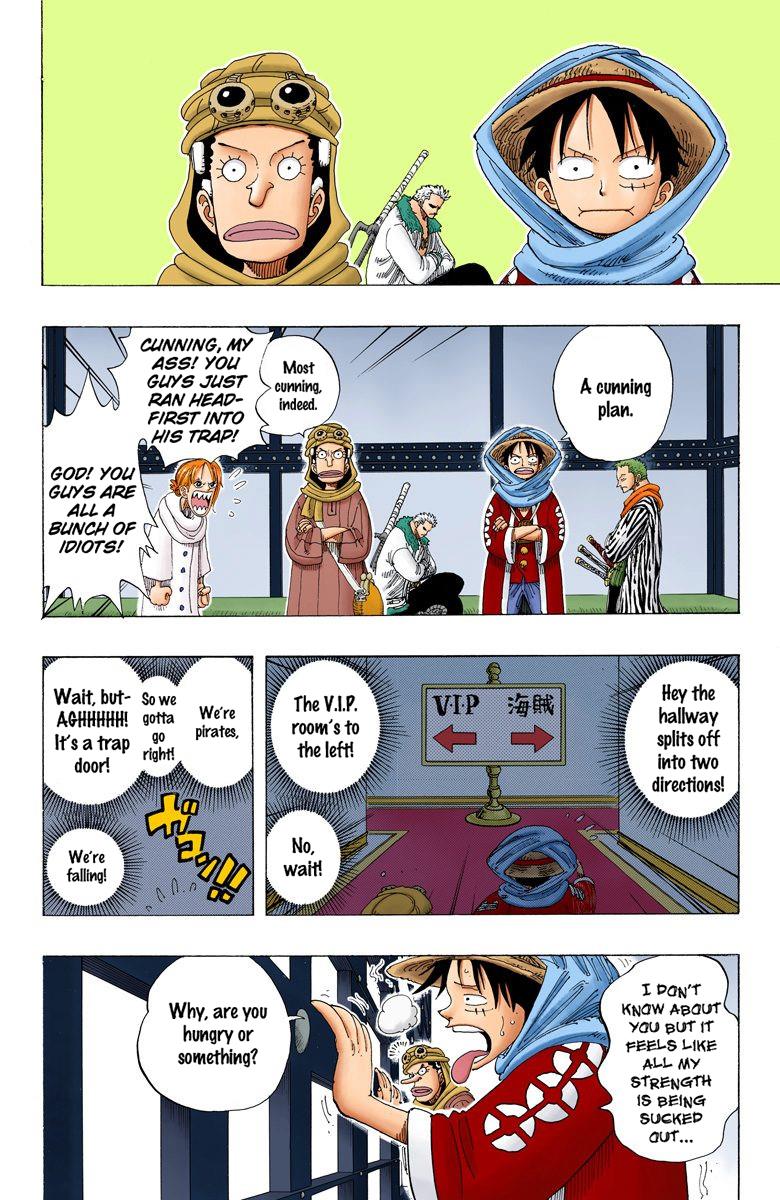 A cunning
plan.
Most
cunning,
indeed.
CUNNING, MY
ASS! YOU
GUYS JUST
RAN HEAD-
FIRST INTO
HIS TRAP!
GOD! YOU
GUYS ARE
ALL A
BUNCH OF
IDIOTS!
Hey the
hallway
splits off
into two
directions!
V·I·P 海賊
The V.I.P.
room's to
the left!
No,
wait!
We're
pirates,
So we
gotta
go
right!
Wait, but-
AGHHHHH!
It's a trap
door!
ガコン!!
We're
falling!
I DON'T
KNOW ABOUT
YOU BUT IT
FEELS LIKE
ALL MY
STRENGTH
IS BEING
SUCKED
OUT...
Why, are you
hungry or
something?